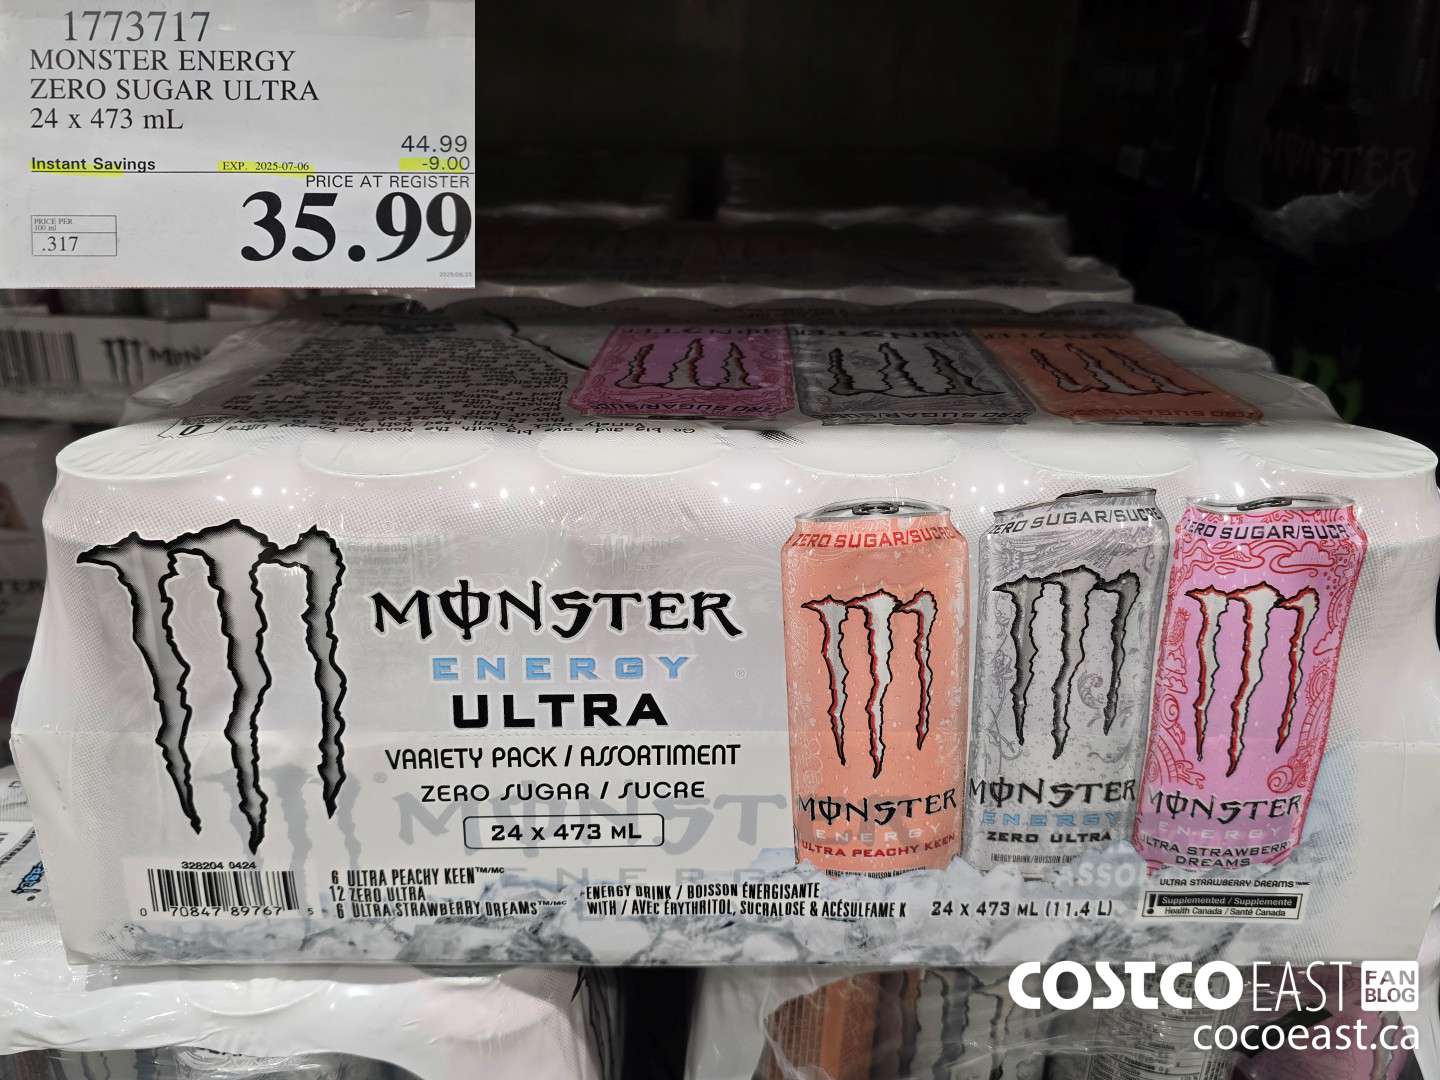 1773717
MONSTER ENERGY
ZERO SUGAR ULTRA
24 x 473 mL
44.99
Instant Savings EXP. 2025-07-06 -9.00
PRICE AT REGISTER
35.99
PRICE PER
100 ml
.317
MONSTER
ZERO SUGAR/SUCRE
MONSTER
ENERGY
ULTRA
VARIETY PACK / ASSORTIMENT
ZERO SUGAR / SUCRE
24 x 473 mL
328204 0424
0 70847 89767 5
6 ULTRA PEACHY KEEN™/MC
12 ZERO ULTRA
6 ULTRA STRAWBERRY DREAMS™/MC
ENERGY DRINK / BOISSON ÉNERGISANTE
WITH / AVEC ÉRYTHRITOL, SUCRALOSE & ACÉSULFAME K
24 x 473 mL (11.4 L)
ZERO SUGAR/SUCRE
MONSTER
ENERGY
ULTRA PEACHY KEEN
ZERO SUGAR/SUCRE
MONSTER
ENERGY
ZERO ULTRA
ZERO SUGAR/SUCR
MONSTER
ENERGY
ULTRA STRAWBERRY
DREAMS
ULTRA STRAWBERRY DREAMS™/MC
Supplemented / Supplémenté
Health Canada / Santé Canada
COSTCO EAST FAN
BLOG
cocoeast.ca